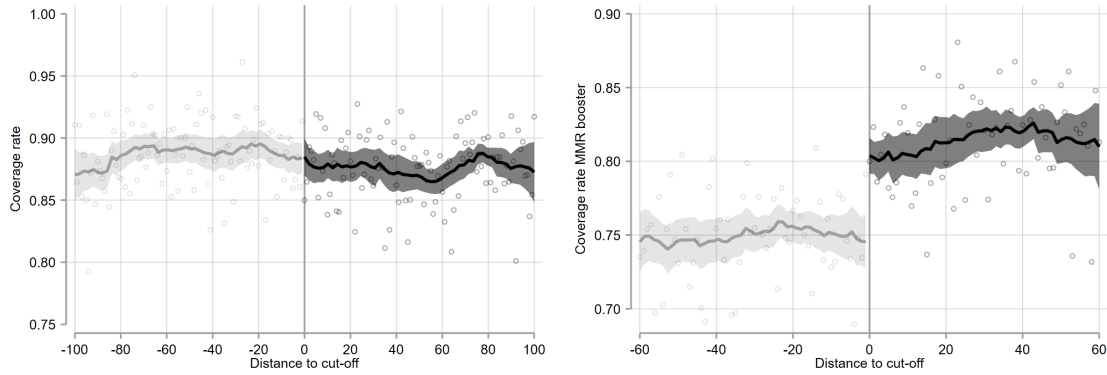 Coverage rate
1.00
0.95
0.90
0.85
0.80
0.75
-100 -80 -60 -40 -20 0 20 40 60 80 100
Distance to cut-off
Coverage rate MMR booster
0.90
0.85
0.80
0.75
0.70
-60 -40 -20 0 20 40 60
Distance to cut-off